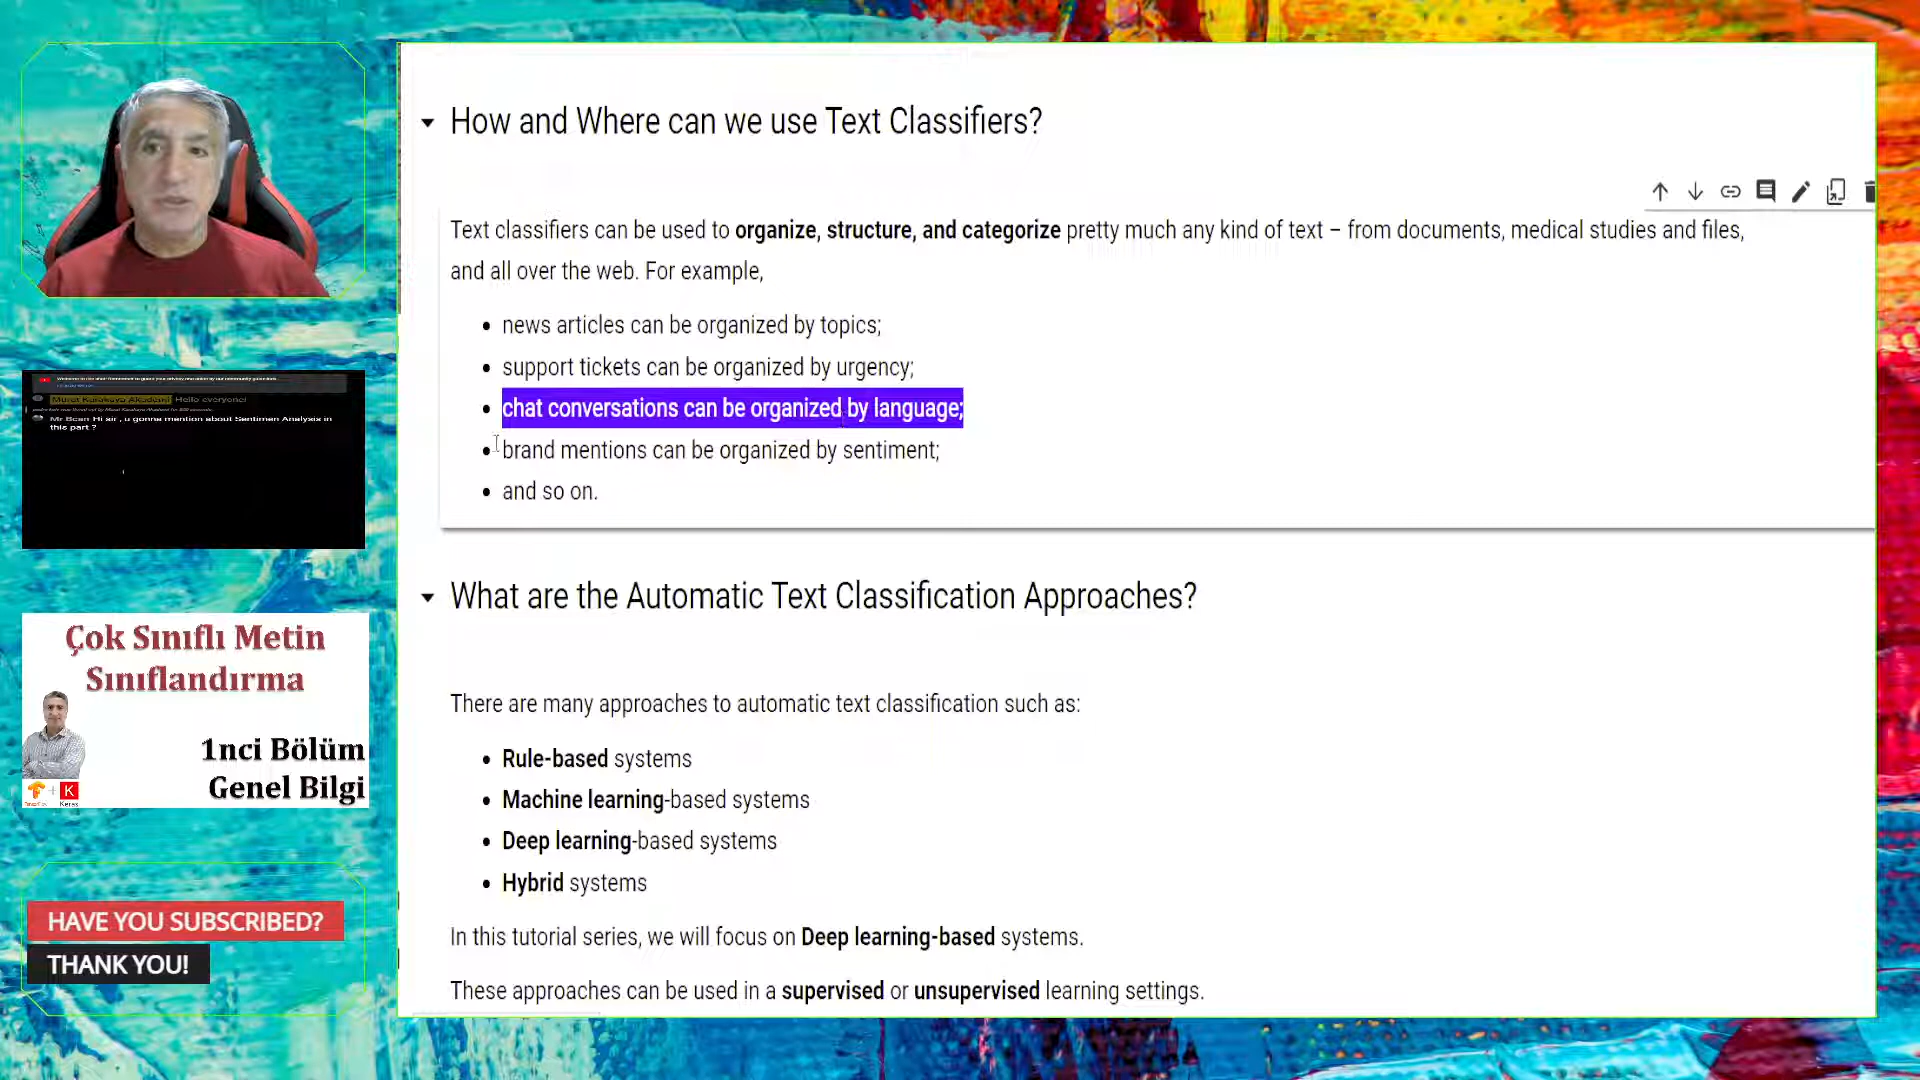 How and Where can we use Text Classifiers?
Text classifiers can be used to organize, structure, and categorize pretty much any kind of text – from documents, medical studies and files,
and all over the web. For example,
news articles can be organized by topics;
support tickets can be organized by urgency;
chat conversations can be organized by language;
brand mentions can be organized by sentiment;
and so on.
What are the Automatic Text Classification Approaches?
There are many approaches to automatic text classification such as:
Rule-based systems
Machine learning-based systems
Deep learning-based systems
Hybrid systems
In this tutorial series, we will focus on Deep learning-based systems.
These approaches can be used in a supervised or unsupervised learning settings.
Murat Karakaya Akademi Hello everyone!
Mr Bean Hi sir , u gonna mention about Sentimen Analysis in
this part ?
Çok Sınıflı Metin
Sınıflandırma
1nci Bölüm
Genel Bilgi
K
Keras
HAVE YOU SUBSCRIBED?
THANK YOU!